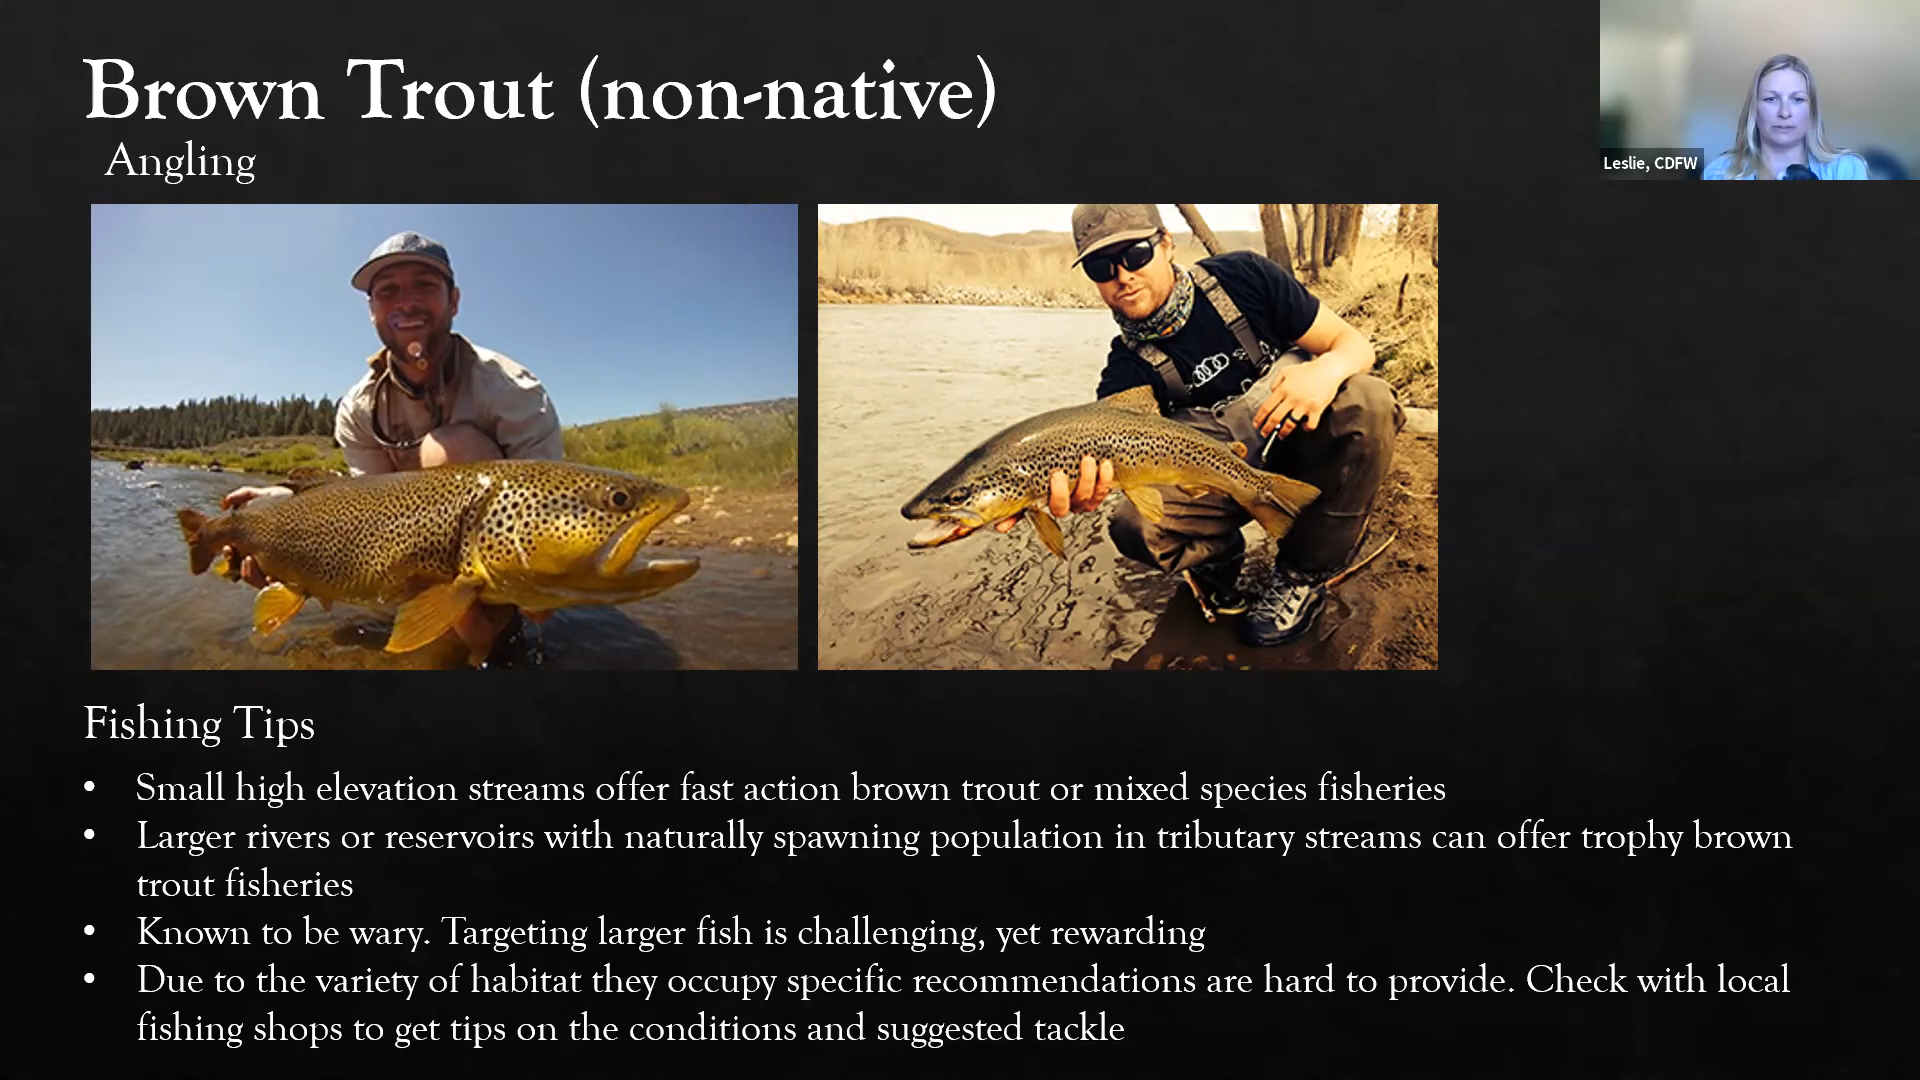 Brown Trout (non-native)
Angling
Leslie, CDFW
Fishing Tips
• Small high elevation streams offer fast action brown trout or mixed species fisheries
• Larger rivers or reservoirs with naturally spawning population in tributary streams can offer trophy brown
trout fisheries
• Known to be wary. Targeting larger fish is challenging, yet rewarding
• Due to the variety of habitat they occupy specific recommendations are hard to provide. Check with local
fishing shops to get tips on the conditions and suggested tackle